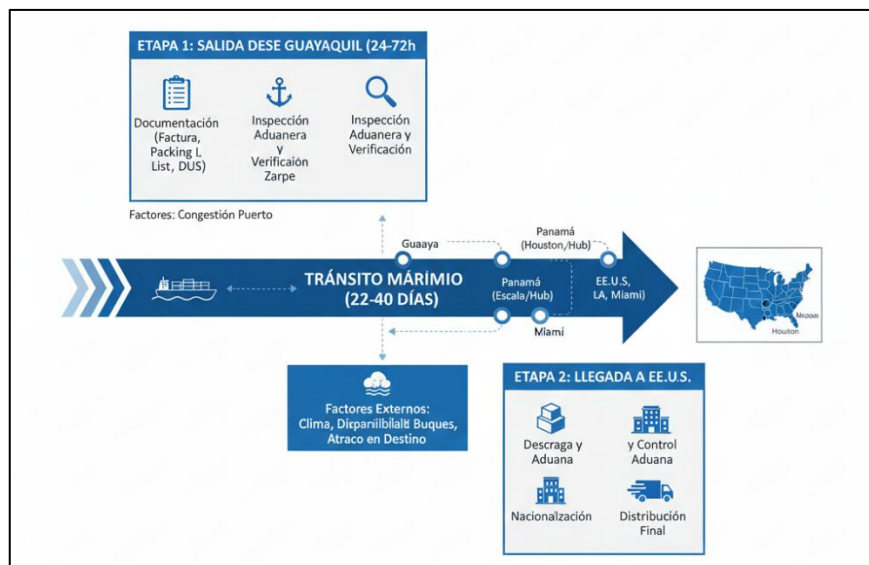 ETAPA 1: SALIDA DESE GUAYAQUIL (24-72h
Documentación
(Factura,
Packing L
List, DUS)
Inspección
Aduanera
y
Verificaión
Zarpe
Inspección
Aduanera y
Verificación
Factores: Congestión Puerto
Guaaya
Panamá
(Houston/Hub)
TRÁNSITO MÁRIMIO
(22-40 DÍAS)
Panamá
(Escala/Hub)
EE.U.S,
LA, Miami)
Miami
Houston
Factores Externos:
Clima, Buques,
Atraco en Destino
ETAPA 2: LLEGADA A EE.U.S.
Descraga y
Aduana
y Control
Aduana
Nacionalzación
Distribución
Final